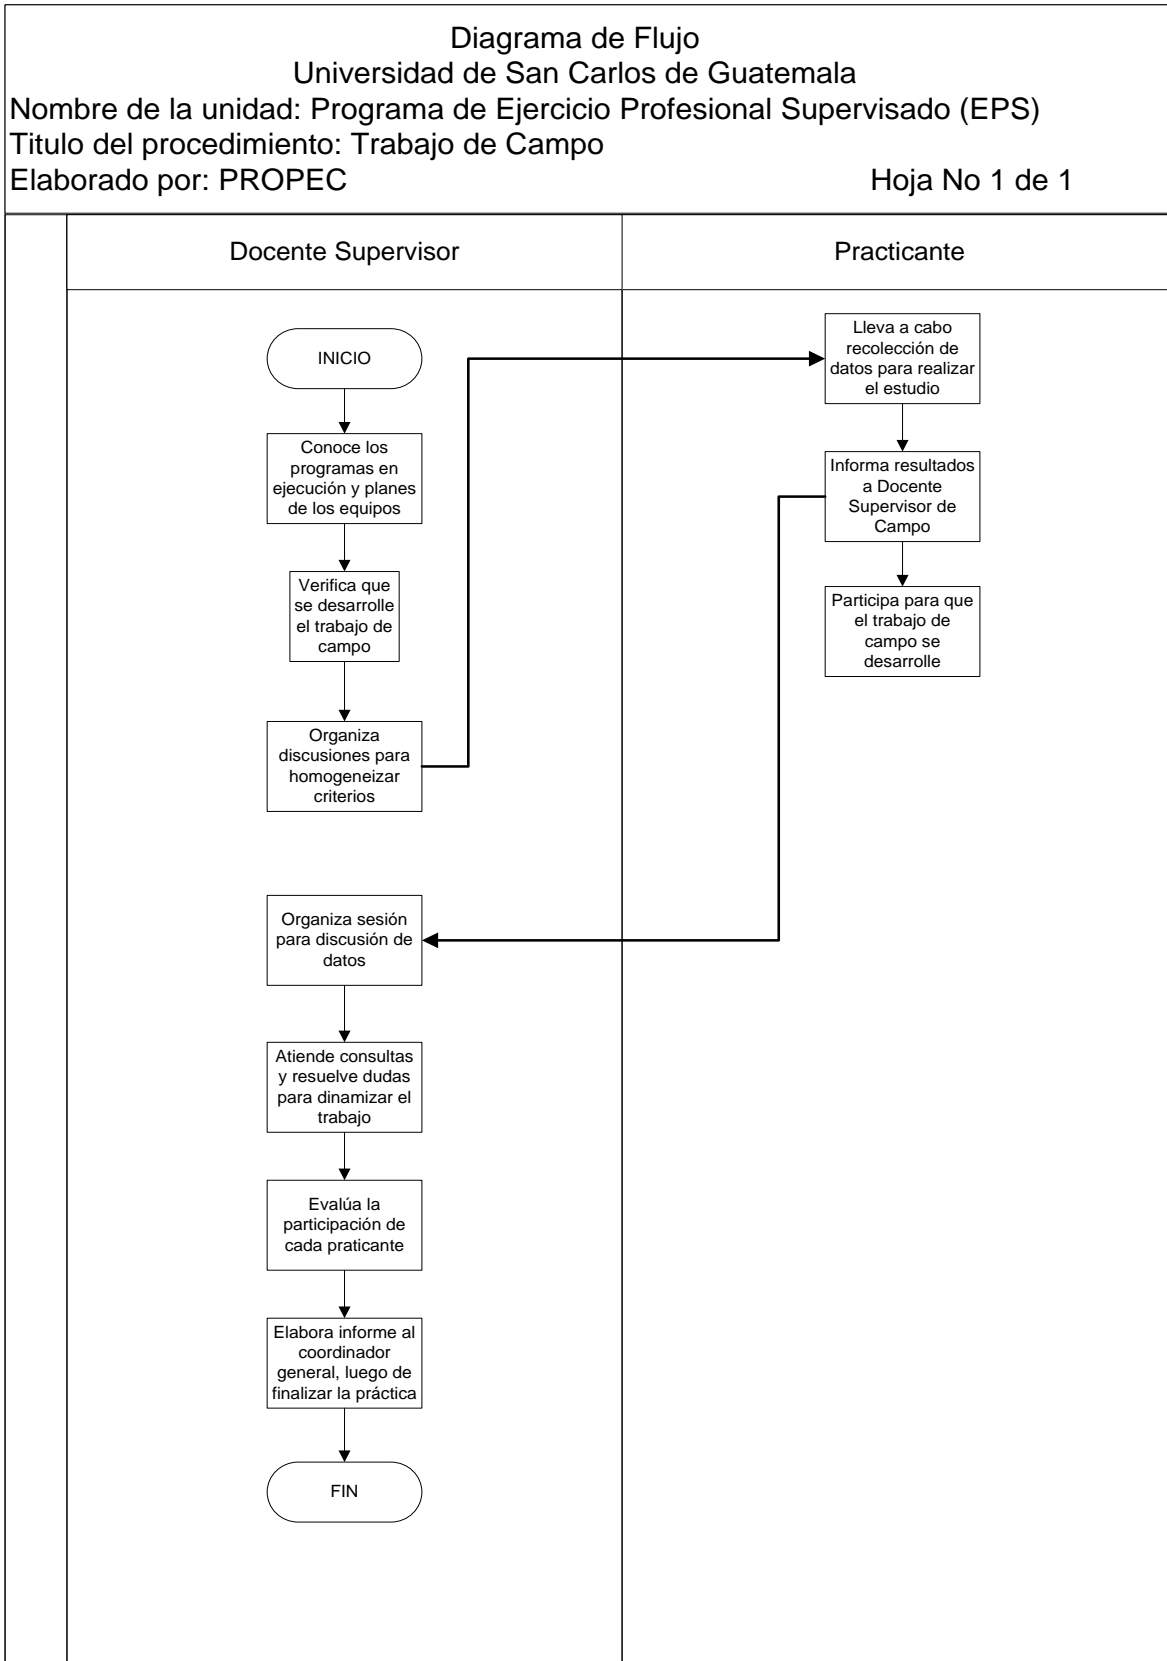 Diagrama de Flujo
Universidad de San Carlos de Guatemala
Nombre de la unidad: Programa de Ejercicio Profesional Supervisado (EPS)
Titulo del procedimiento: Trabajo de Campo
Elaborado por: PROPEC Hoja No 1 de 1
Docente Supervisor
Practicante
INICIO
Conoce los
programas en
ejecución y planes
de los equipos
Verifica que
se desarrolle
el trabajo de
campo
Organiza
discusiones para
homogeneizar
criterios
Lleva a cabo
recolección de
datos para realizar
el estudio
Informa resultados
a Docente
Supervisor de
Campo
Participa para que
el trabajo de
campo se
desarrolle
Organiza sesión
para discusión de
datos
Atiende consultas
y resuelve dudas
para dinamizar el
trabajo
Evalúa la
participación de
cada praticante
Elabora informe al
coordinador
general, luego de
finalizar la práctica
FIN